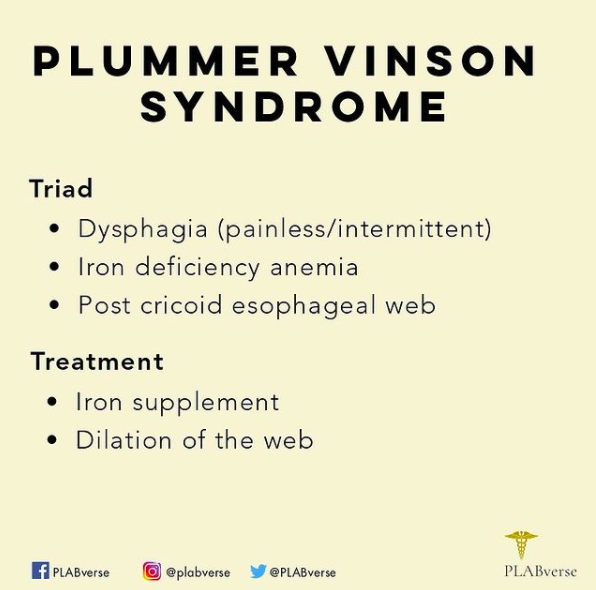 PLUMMER VINSON
SYNDROME
Triad
• Dysphagia (painless/intermittent)
• Iron deficiency anemia
• Post cricoid esophageal web
Treatment
• Iron supplement
• Dilation of the web
PLABverse @plabverse @PLABverse
PLABverse